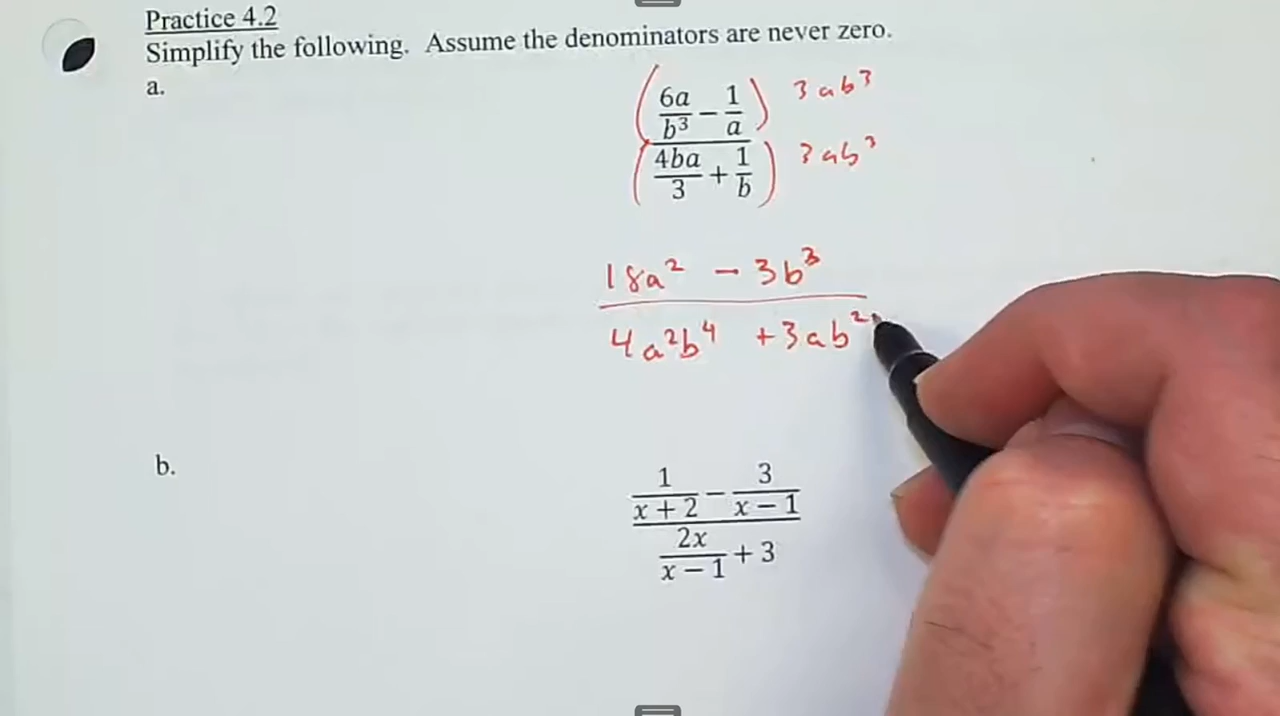 Practice 4.2
Simplify the following. Assume the denominators are never zero.
a.
( 6a/b³ − 1/a ) 3ab³
( 4ba/3 + 1/b ) 3ab³
18a² − 3b³
4a²b⁴ + 3ab²
b.
1/(x + 2) − 3/(x − 1)
2x/(x − 1) + 3